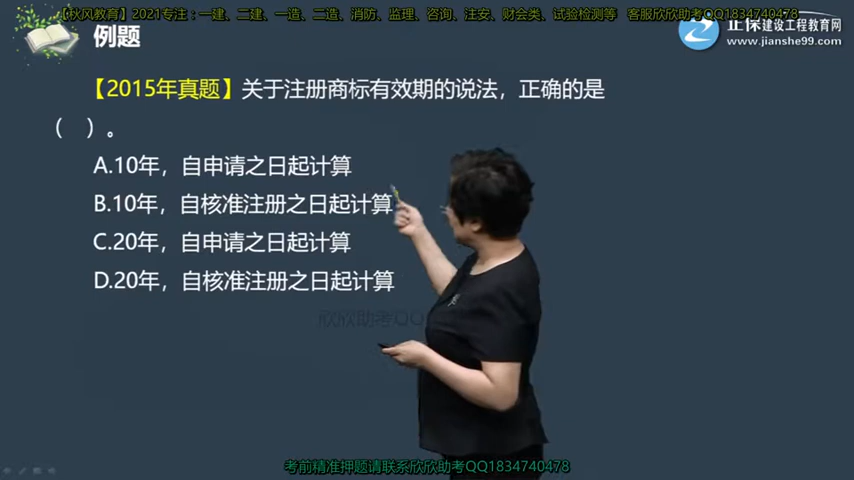 【秋风教育】2021专注：一建、二建、一造、二造、消防、监理、咨询、注安、财会类、试验检测等 客服欣欣助考QQ1834740478
例题
正保建设工程教育网
www.jianshe99.com
【2015年真题】关于注册商标有效期的说法，正确的是
（ ）。
A.10年，自申请之日起计算
B.10年，自核准注册之日起计算
C.20年，自申请之日起计算
D.20年，自核准注册之日起计算
欣欣助考QQ
考前精准押题请联系欣欣助考QQ1834740478